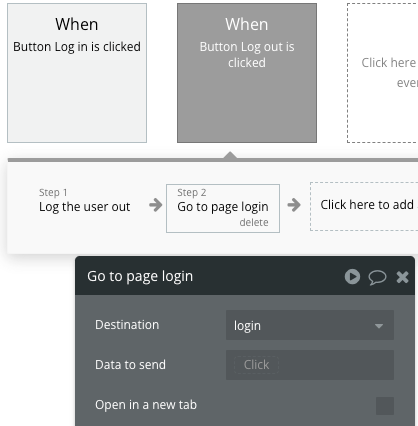 When
Button Log in is clicked
When
Button Log out is
clicked
Click here
even
Step 1
Log the user out
Step 2
Go to page login
delete
Click here to add
Go to page login
Destination
login
Data to send
Click
Open in a new tab